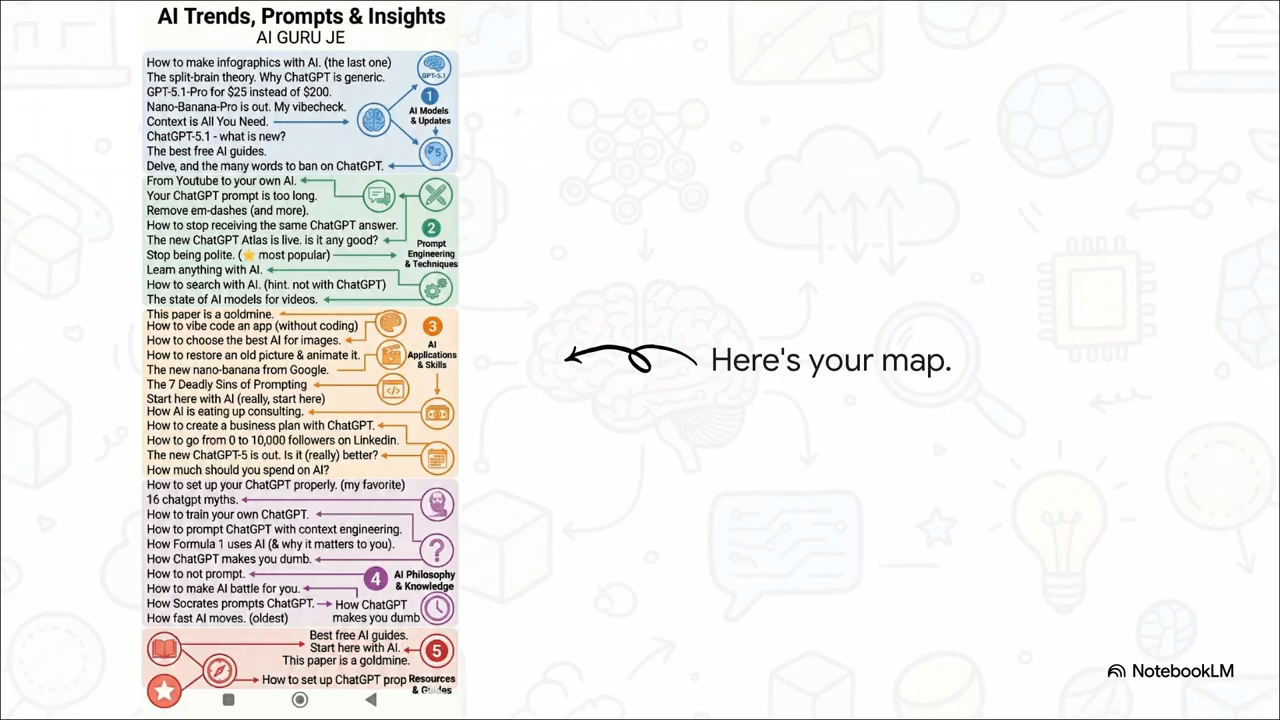 AI Trends, Prompts & Insights
AI GURU JE
How to make infographics with AI. (the last one)
The split-brain theory. Why ChatGPT is generic.
GPT-5.1-Pro for $25 instead of $200.
Nano-Banana-Pro is out. My vibecheck.
Context is All You Need.
ChatGPT-5.1 - what is new?
The best free AI guides.
Delve, and the many words to ban on ChatGPT.
GPT-5.1
1
AI Models
& Updates
5
From Youtube to your own AI.
Your ChatGPT prompt is too long.
Remove em-dashes (and more).
How to stop receiving the same ChatGPT answer.
The new ChatGPT Atlas is live. is it any good?
Stop being polite. (⭐ most popular)
Learn anything with AI.
How to search with AI. (hint. not with ChatGPT)
The state of AI models for videos.
2
Prompt
Engineering
& Techniques
This paper is a goldmine.
How to vibe code an app (without coding)
How to choose the best AI for images.
How to restore an old picture & animate it.
The new nano-banana from Google.
The 7 Deadly Sins of Prompting
Start here with AI (really, start here)
How AI is eating up consulting.
How to create a business plan with ChatGPT.
How to go from 0 to 10,000 followers on Linkedin.
The new ChatGPT-5 is out. Is it (really) better?
How much should you spend on AI?
3
AI
Applications
& Skills
</>
How to set up your ChatGPT properly. (my favorite)
16 chatgpt myths.
How to train your own ChatGPT.
How to prompt ChatGPT with context engineering.
How Formula 1 uses AI (& why it matters to you).
How ChatGPT makes you dumb.
How to not prompt.
How to make AI battle for you.
How Socrates prompts ChatGPT.
How fast AI moves. (oldest)
?
4
AI Philosophy
& Knowledge
How ChatGPT
makes you dumb
Best free AI guides.
Start here with AI.
This paper is a goldmine.
How to set up ChatGPT prop
5
Resources
& Guides
Here's your map.
NotebookLM